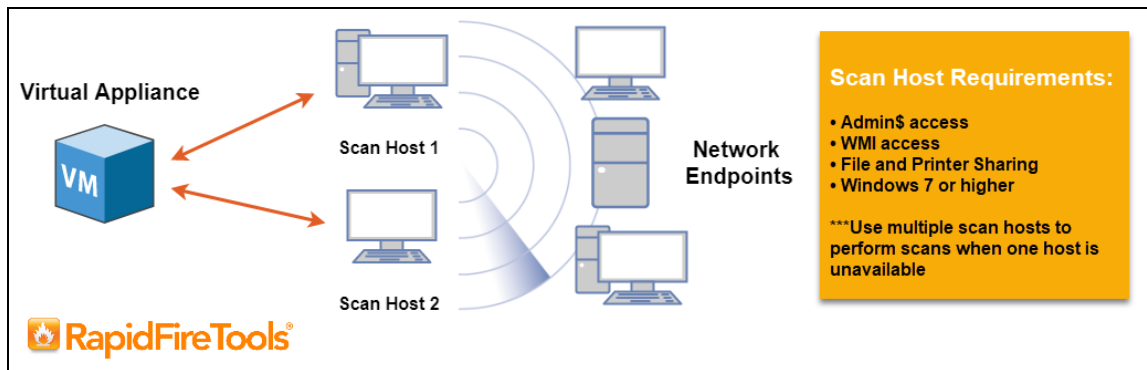 Virtual Appliance
VM
Scan Host 1
Scan Host 2
Network
Endpoints
Scan Host Requirements:
• Admin$ access
• WMI access
• File and Printer Sharing
• Windows 7 or higher
***Use multiple scan hosts to
perform scans when one host is
unavailable
RapidFireTools®